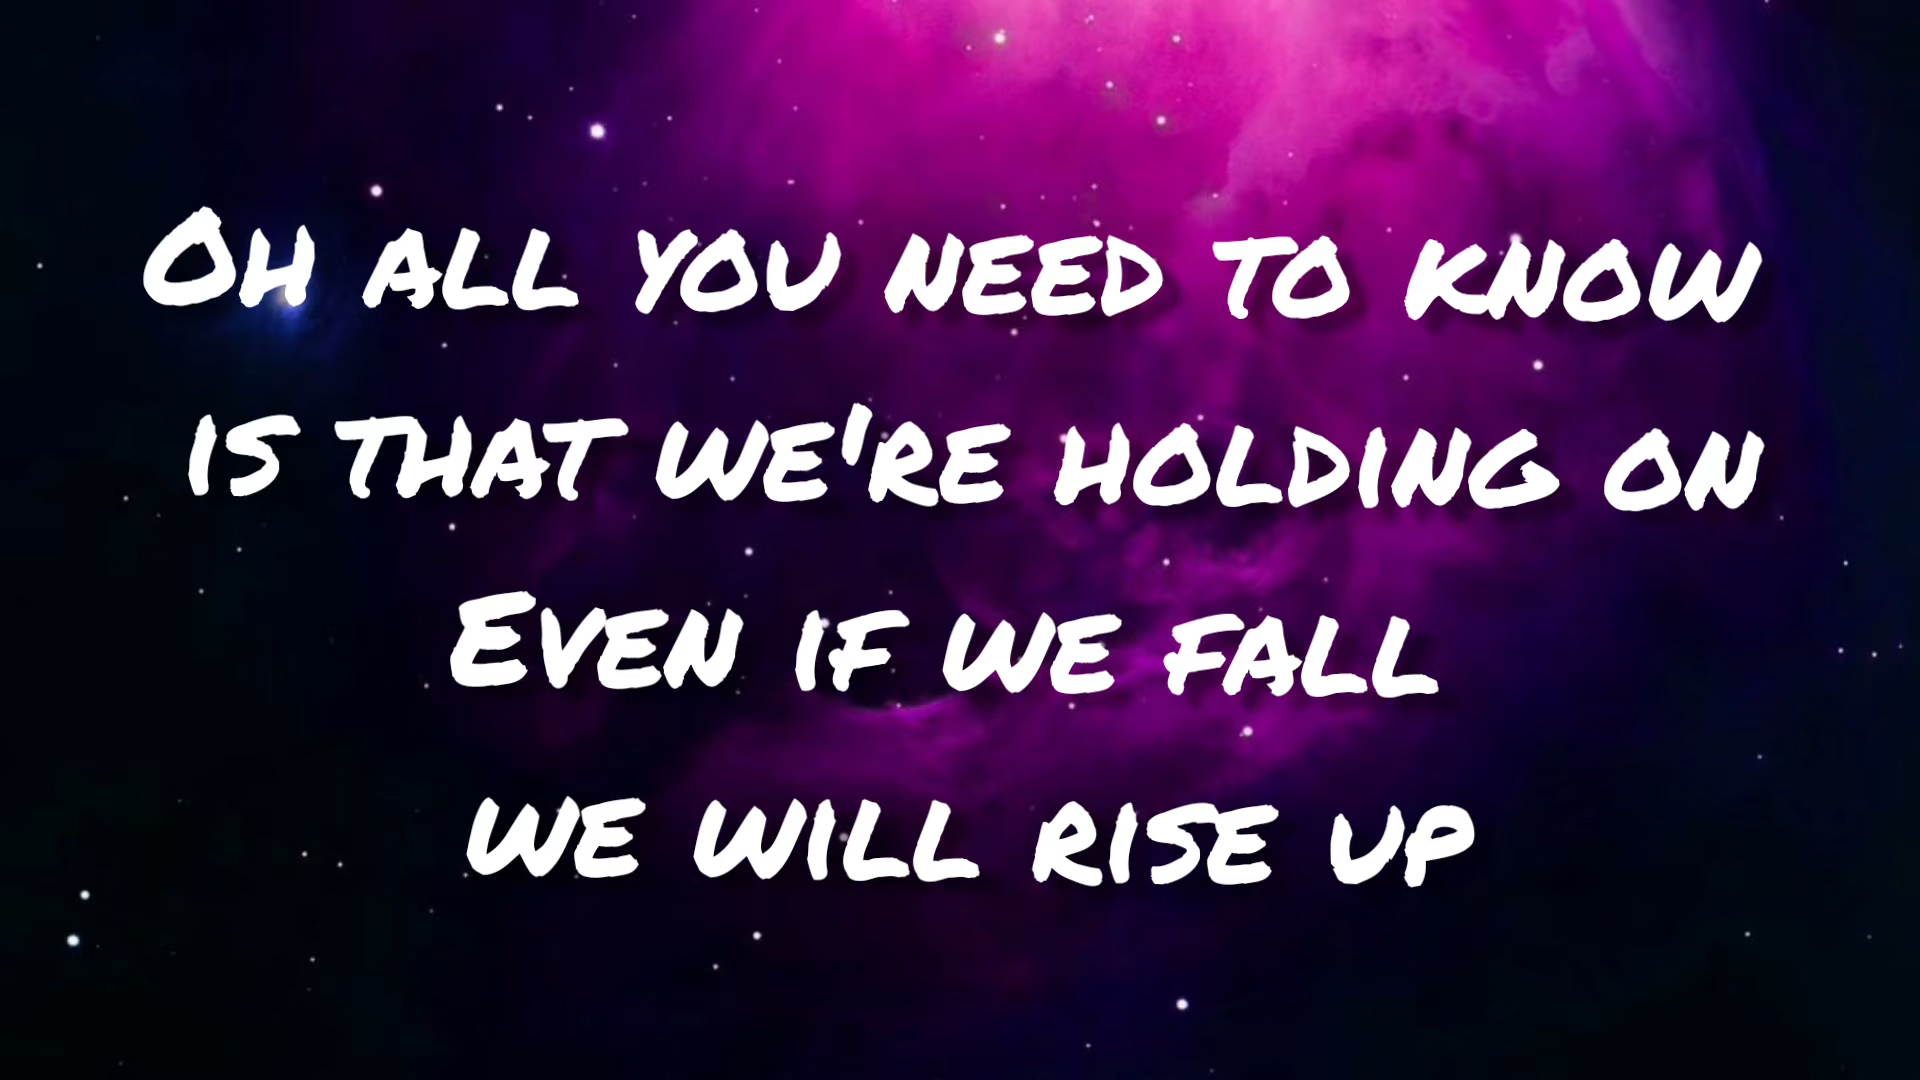 Oh all you need to know
is that we're holding on
Even if we fall
we will rise up